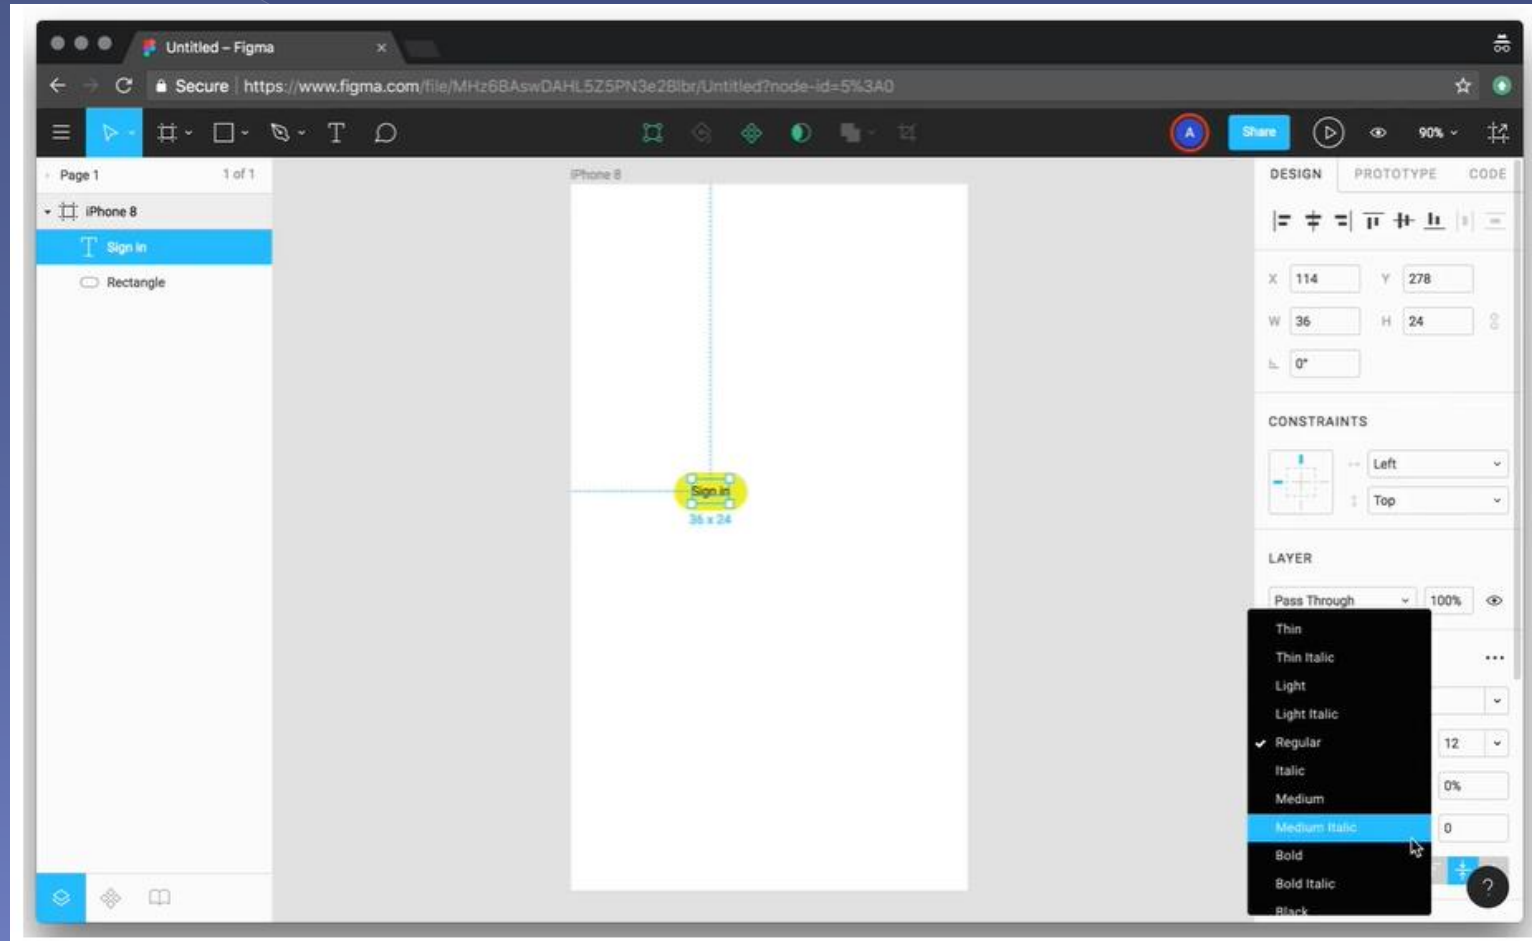 Untitled – Figma
Secure https://www.figma.com/file/MHz6BAswDAHL5Z5PN3e2Blbr/Untitled?node-id=5%3A0
A
Share
90%
Page 1
1 of 1
iPhone 8
DESIGN
PROTOTYPE
CODE
iPhone 8
Sign in
Rectangle
X 114 Y 278
W 36 H 24
0°
CONSTRAINTS
Left
Top
Sign in
36 x 24
LAYER
Pass Through
100%
Thin
Thin Italic
Light
Light Italic
Regular
12
Italic
0%
Medium
Medium Italic
0
Bold
Bold Italic
?
Black